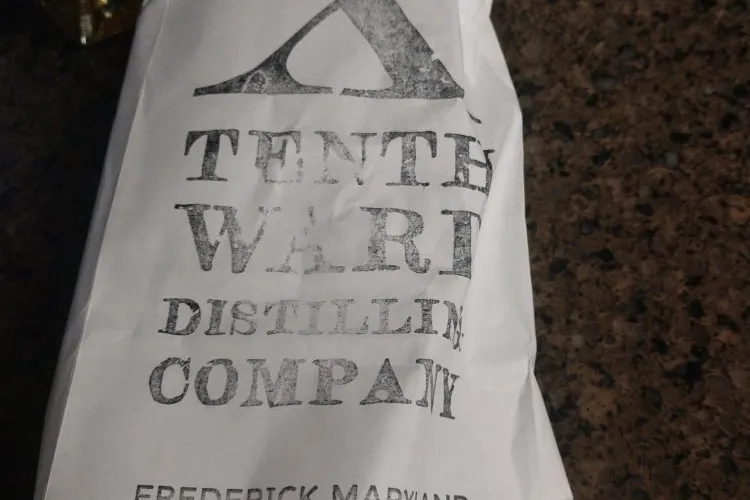 TENTH
WARD
DISTILLING
COMPANY
FREDERICK MARYLAND